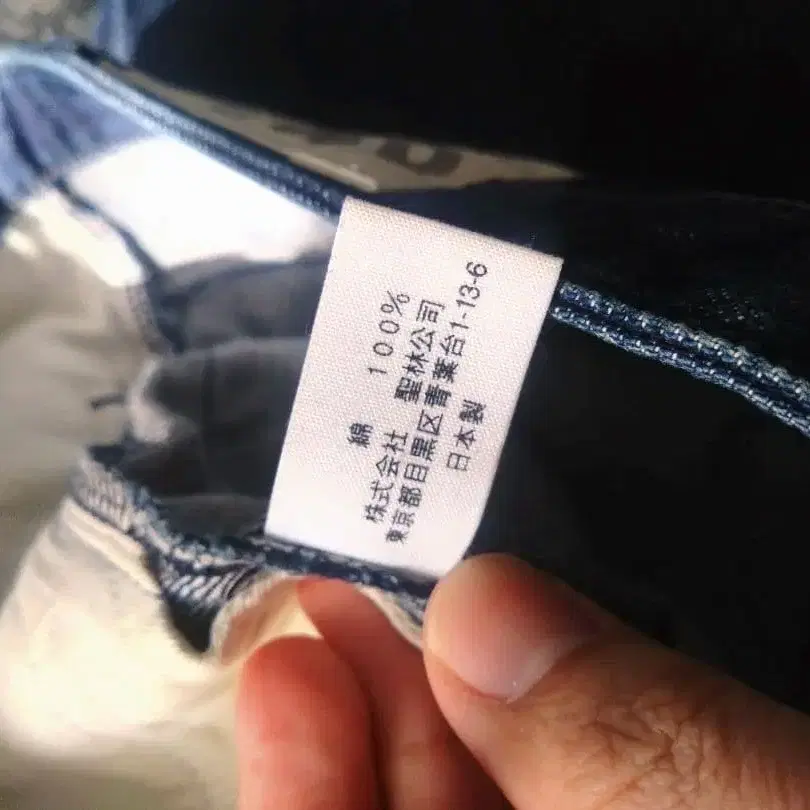 綿 100%
株式会社 聖林公司
東京都目黒区青葉台1-13-6
日本製